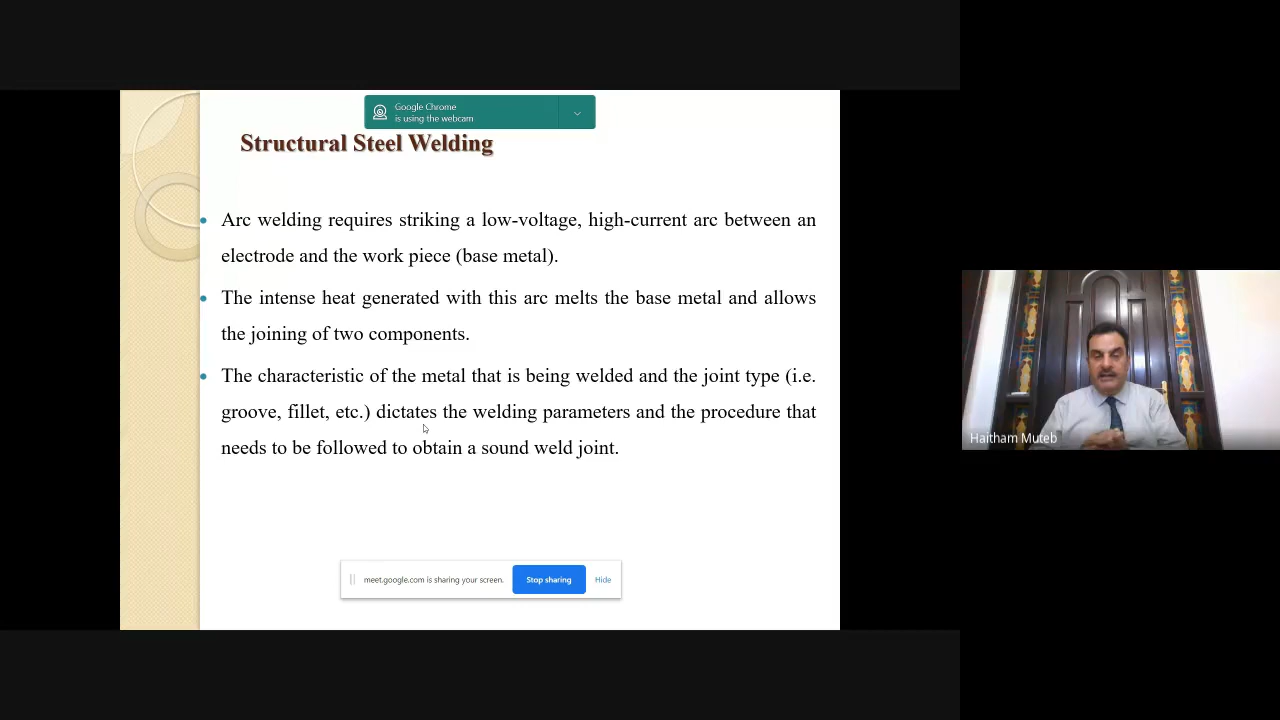 Google Chrome
is using the webcam
Structural Steel Welding
• Arc welding requires striking a low-voltage, high-current arc between an
electrode and the work piece (base metal).
• The intense heat generated with this arc melts the base metal and allows
the joining of two components.
• The characteristic of the metal that is being welded and the joint type (i.e.
groove, fillet, etc.) dictates the welding parameters and the procedure that
needs to be followed to obtain a sound weld joint.
Haitham Muteb
meet.google.com is sharing your screen. Stop sharing Hide